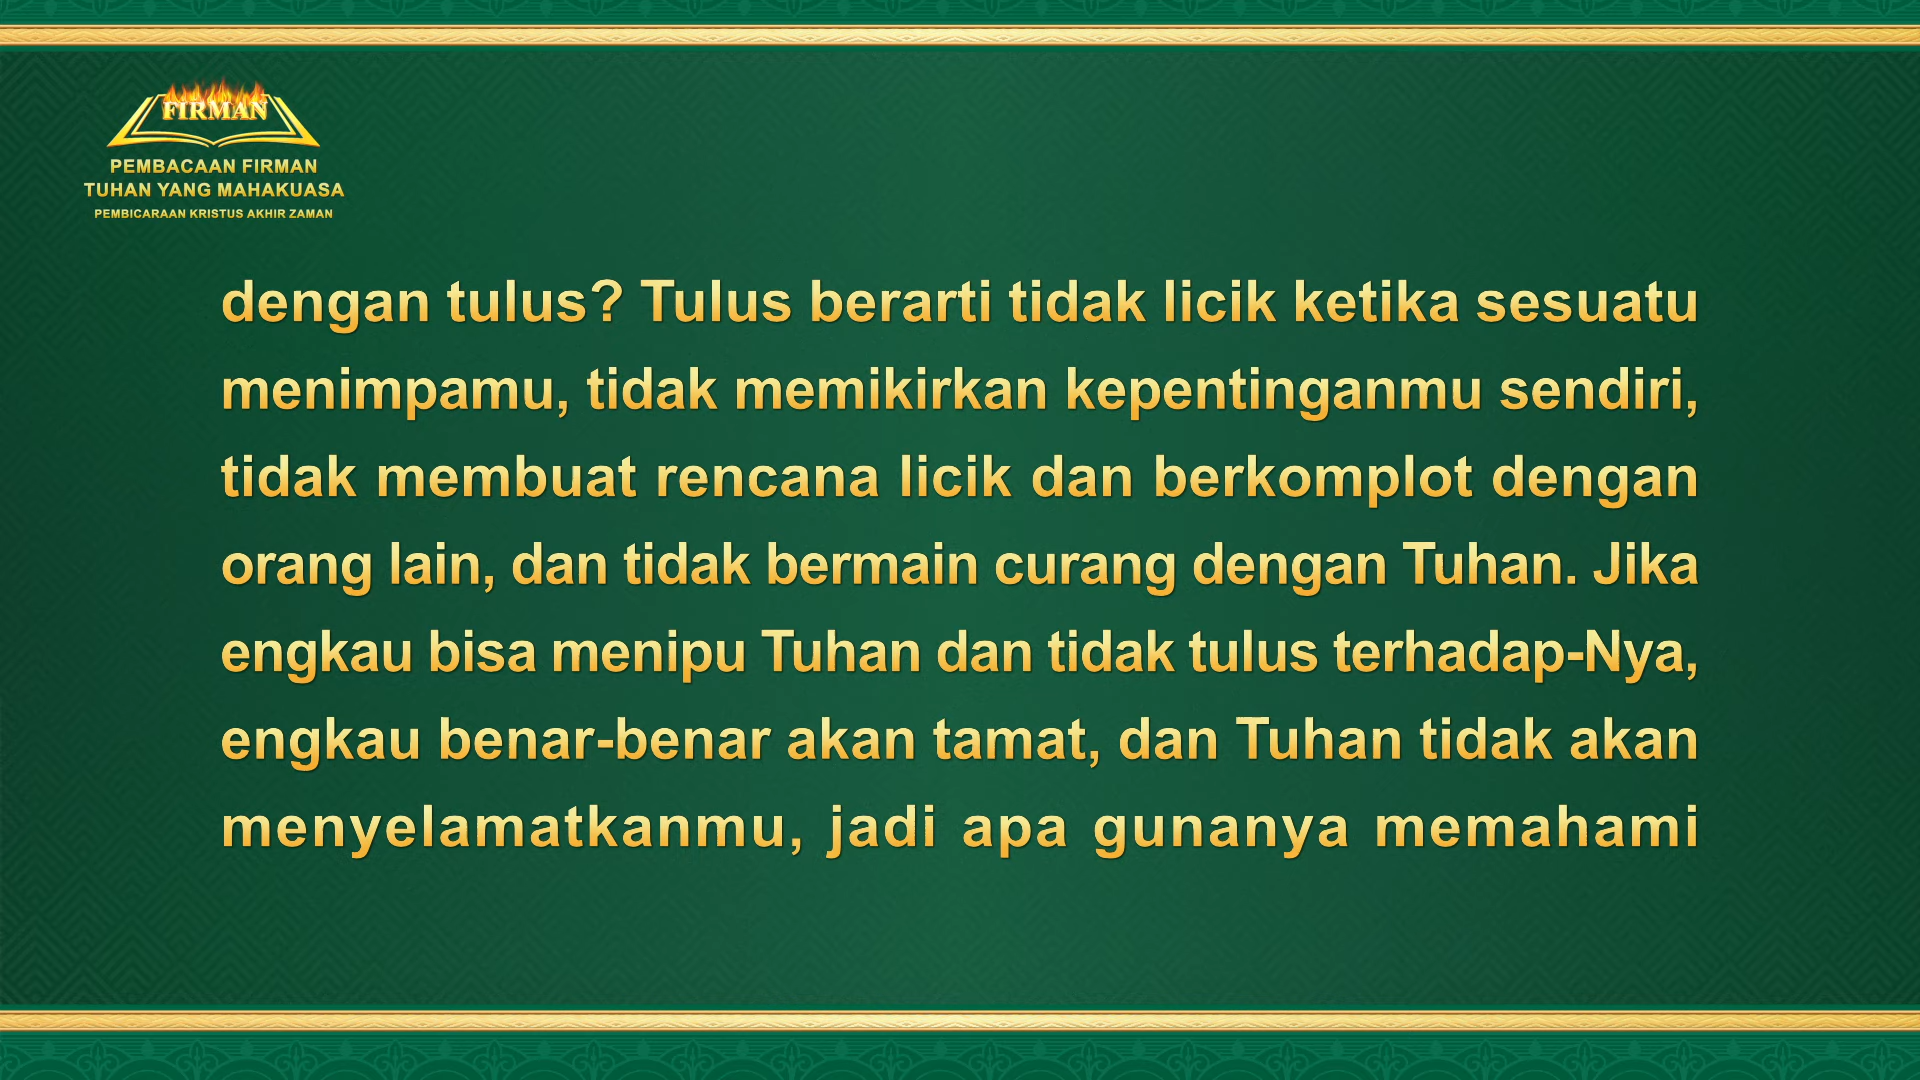 FIRMAN
PEMBACAAN FIRMAN
TUHAN YANG MAHAKUASA
PEMBICARAAN KRISTUS AKHIR ZAMAN
dengan tulus? Tulus berarti tidak licik ketika sesuatu
menimpamu, tidak memikirkan kepentinganmu sendiri,
tidak membuat rencana licik dan berkomplot dengan
orang lain, dan tidak bermain curang dengan Tuhan. Jika
engkau bisa menipu Tuhan dan tidak tulus terhadap-Nya,
engkau benar-benar akan tamat, dan Tuhan tidak akan
menyelamatkanmu, jadi apa gunanya memahami